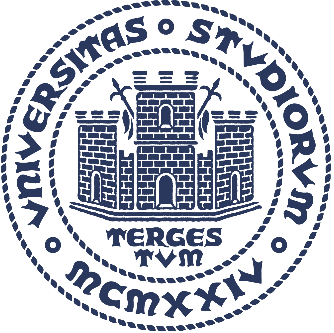 VNIVERSITAS STVDIORVM
MCMXXIV
TERGES
TVM